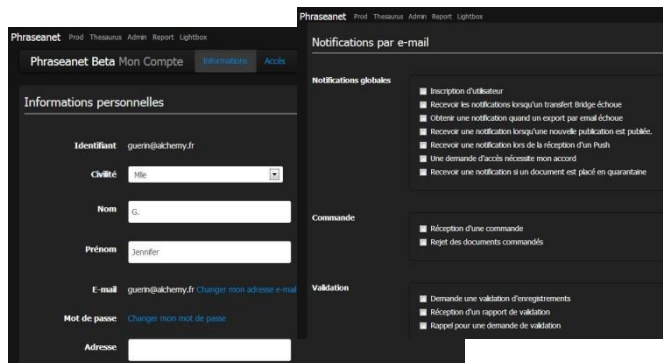 Phraseanet Prod Thesaurus Admin Report Lightbox
Phraseanet Beta Mon Compte Informations Accès
Informations personnelles
Identifiant guerin@alchemy.fr
Civilité Mlle
Nom G.
Prénom Jennifer
E-mail guerin@alchemy.fr Changer mon adresse e-mail
Mot de passe Changer mon mot de passe
Adresse
Phraseanet Prod Thesaurus Admin Report Lightbox
Notifications par e-mail
Notifications globales
Inscription d'utilisateur
Recevoir les notifications lorsqu'un transfert Bridge échoue
Obtenir une notification quand un export par email échoue
Recevoir une notification lorsqu'une nouvelle publication est publiée.
Recevoir une notification lors de la réception d'un Push
Une demande d'accès nécessite mon accord
Recevoir une notification si un document est placé en quarantaine
Commande
Réception d'une commande
Rejet des documents commandés
Validation
Demande une validation d'enregistrements
Réception d'un rapport de validation
Rappel pour une demande de validation